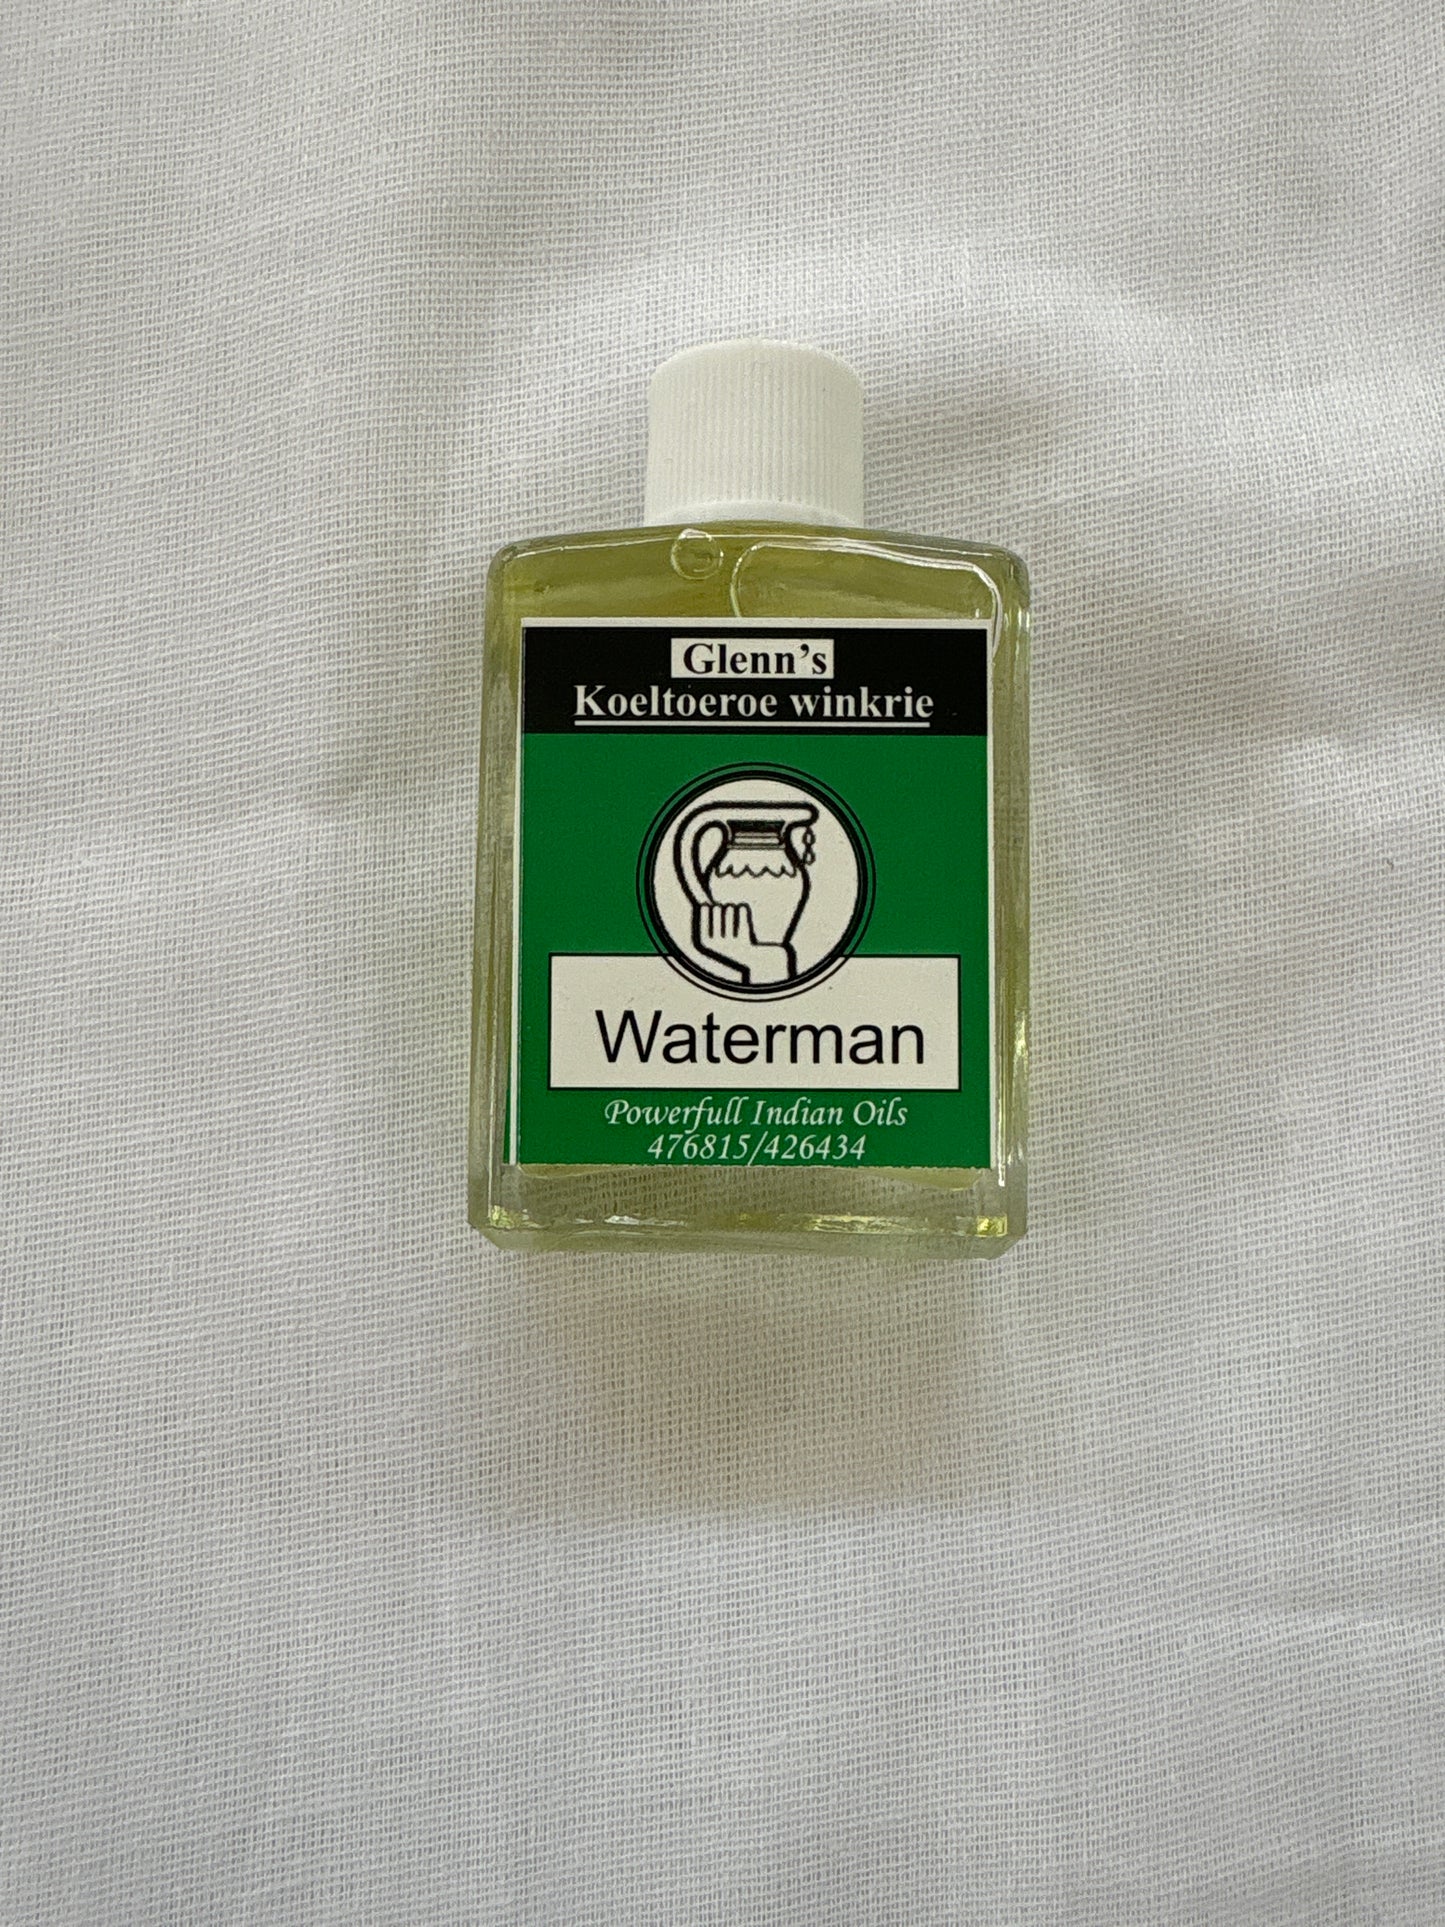 Glenn's
Koeltoeroe winkrie
Waterman
Powerfull Indian Oils
476815/426434